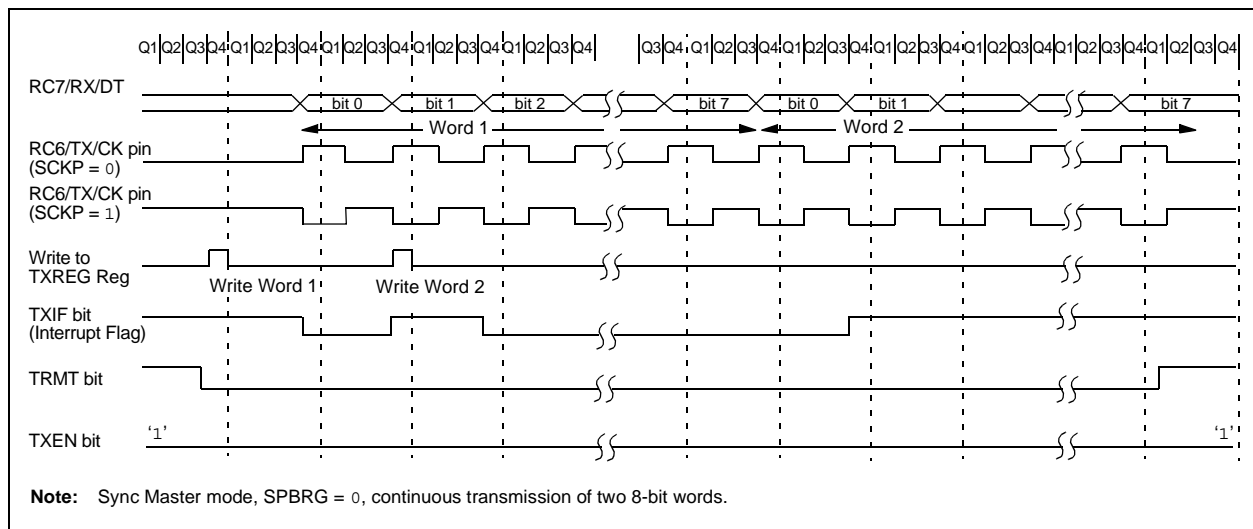 Q1 Q2 Q3 Q4 Q1 Q2 Q3 Q4 Q1 Q2 Q3 Q4 Q1 Q2 Q3 Q4 Q1 Q2 Q3 Q4 Q3 Q4 Q1 Q2 Q3 Q4 Q1 Q2 Q3 Q4 Q1 Q2 Q3 Q4 Q1 Q2 Q3 Q4 Q1 Q2 Q3 Q4
RC7/RX/DT
bit 0 bit 1 bit 2 bit 7 bit 0 bit 1 bit 7
Word 1 Word 2
RC6/TX/CK pin
(SCKP = 0)
RC6/TX/CK pin
(SCKP = 1)
Write to
TXREG Reg
Write Word 1 Write Word 2
TXIF bit
(Interrupt Flag)
TRMT bit
TXEN bit
‘1’ ‘1’
Note: Sync Master mode, SPBRG = 0, continuous transmission of two 8-bit words.